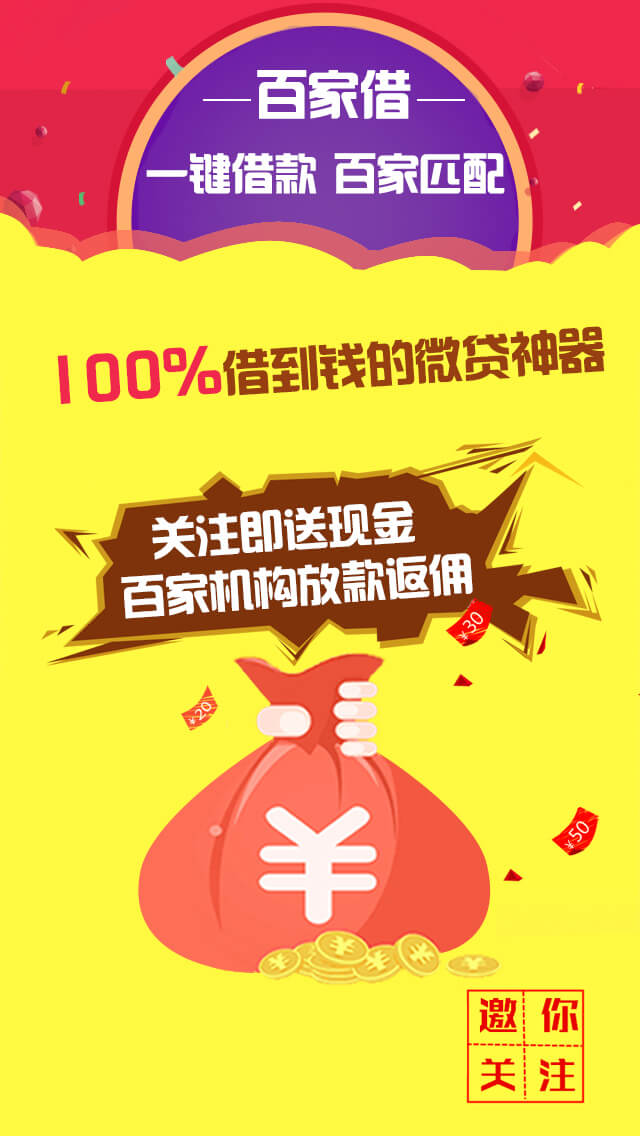 百家借
一键借款 百家匹配
100%借到钱的微贷神器
关注即送现金
百家机构放款返佣
¥30
¥20
¥
¥50
邀你
关注